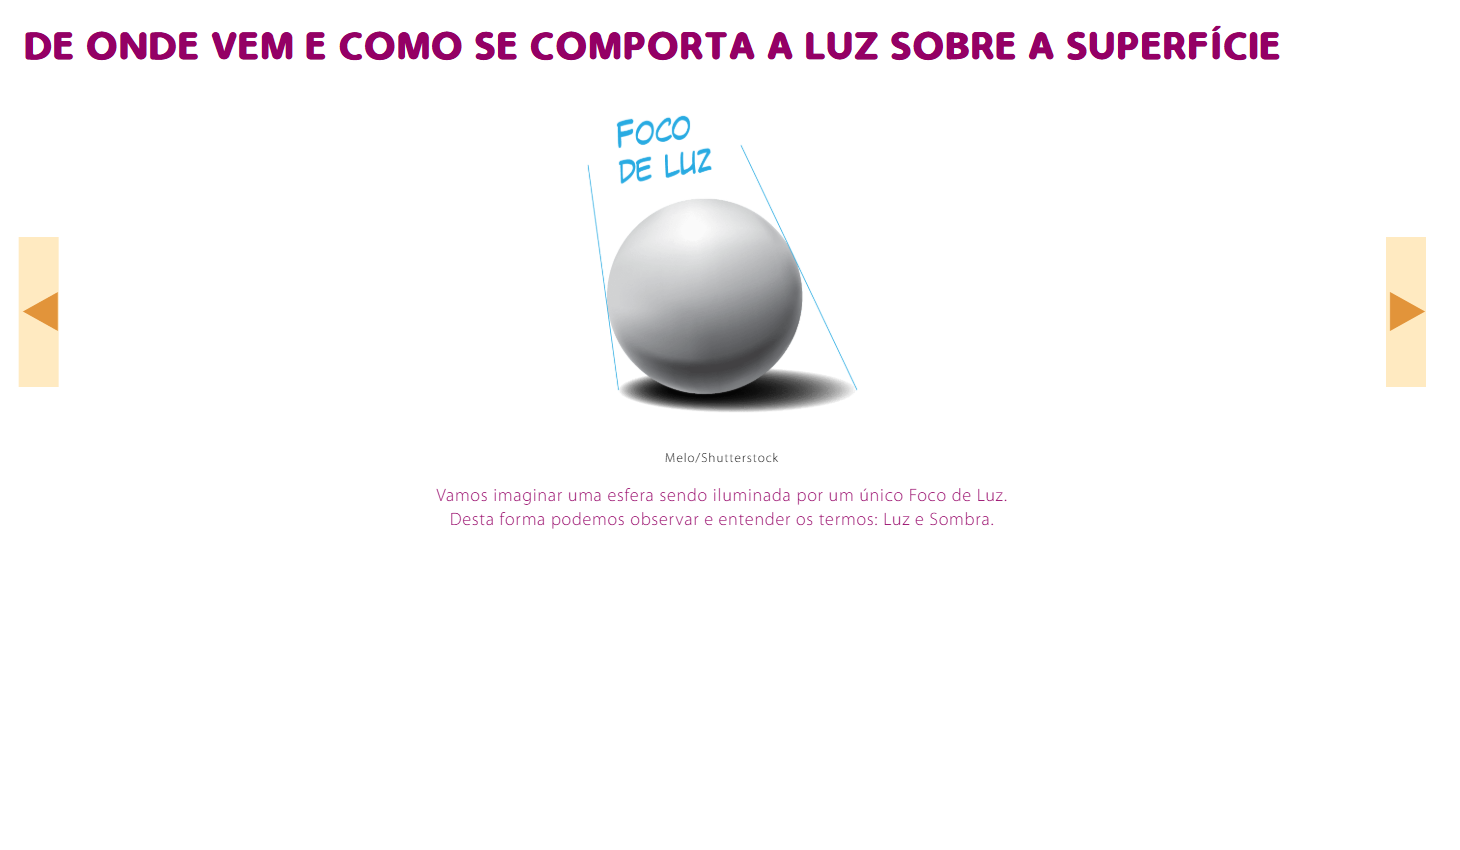 DE ONDE VEM E COMO SE COMPORTA A LUZ SOBRE A SUPERFÍCIE
FOCO
DE LUZ
Melo/Shutterstock
Vamos imaginar uma esfera sendo iluminada por um único Foco de Luz.
Desta forma podemos observar e entender os termos: Luz e Sombra.